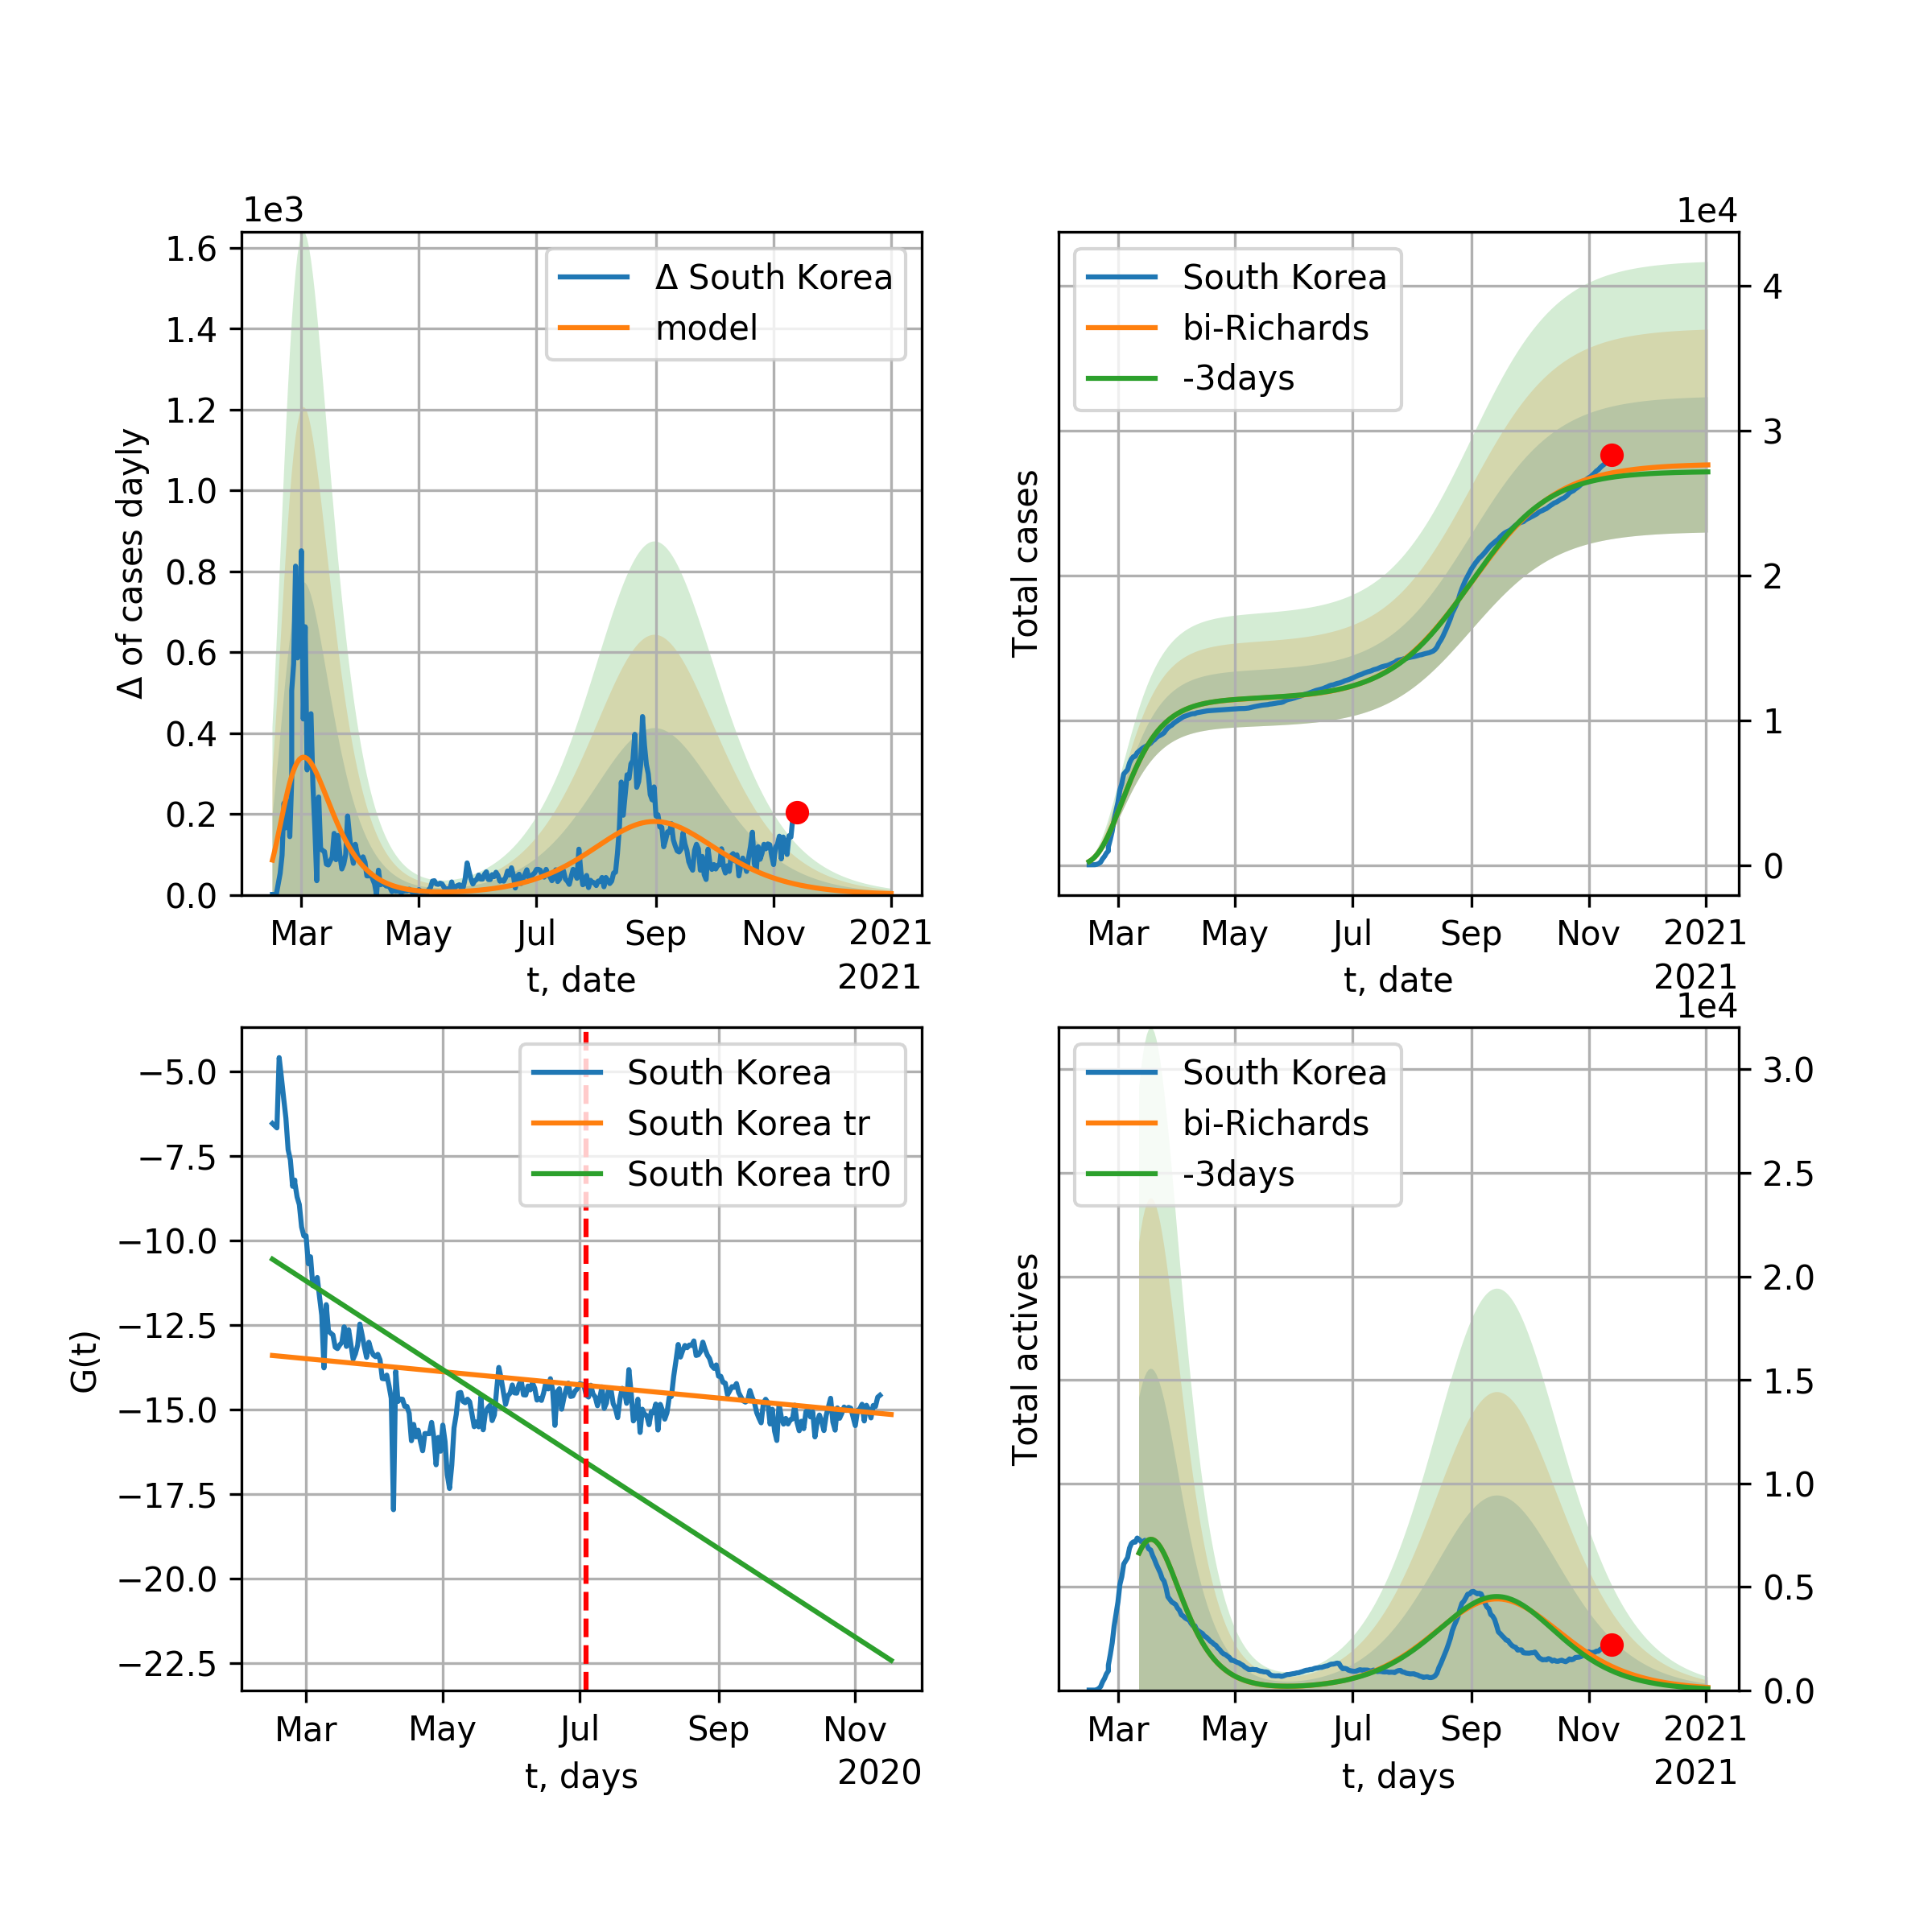 1e3
1.6
1.4
1.2
1.0
0.8
0.6
0.4
0.2
0.0
Δ of cases dayly
Δ South Korea
model
Mar May Jul Sep Nov 2021
t, date
2021
1e4
4
3
2
1
0
Total cases
South Korea
bi-Richards
-3days
Mar May Jul Sep Nov 2021
t, date
2021
−5.0
−7.5
−10.0
−12.5
−15.0
−17.5
−20.0
−22.5
G(t)
South Korea
South Korea tr
South Korea tr0
Mar May Jul Sep Nov
t, days
2020
1e4
3.0
2.5
2.0
1.5
1.0
0.5
0.0
Total actives
South Korea
bi-Richards
-3days
Mar May Jul Sep Nov 2021
t, days
2021